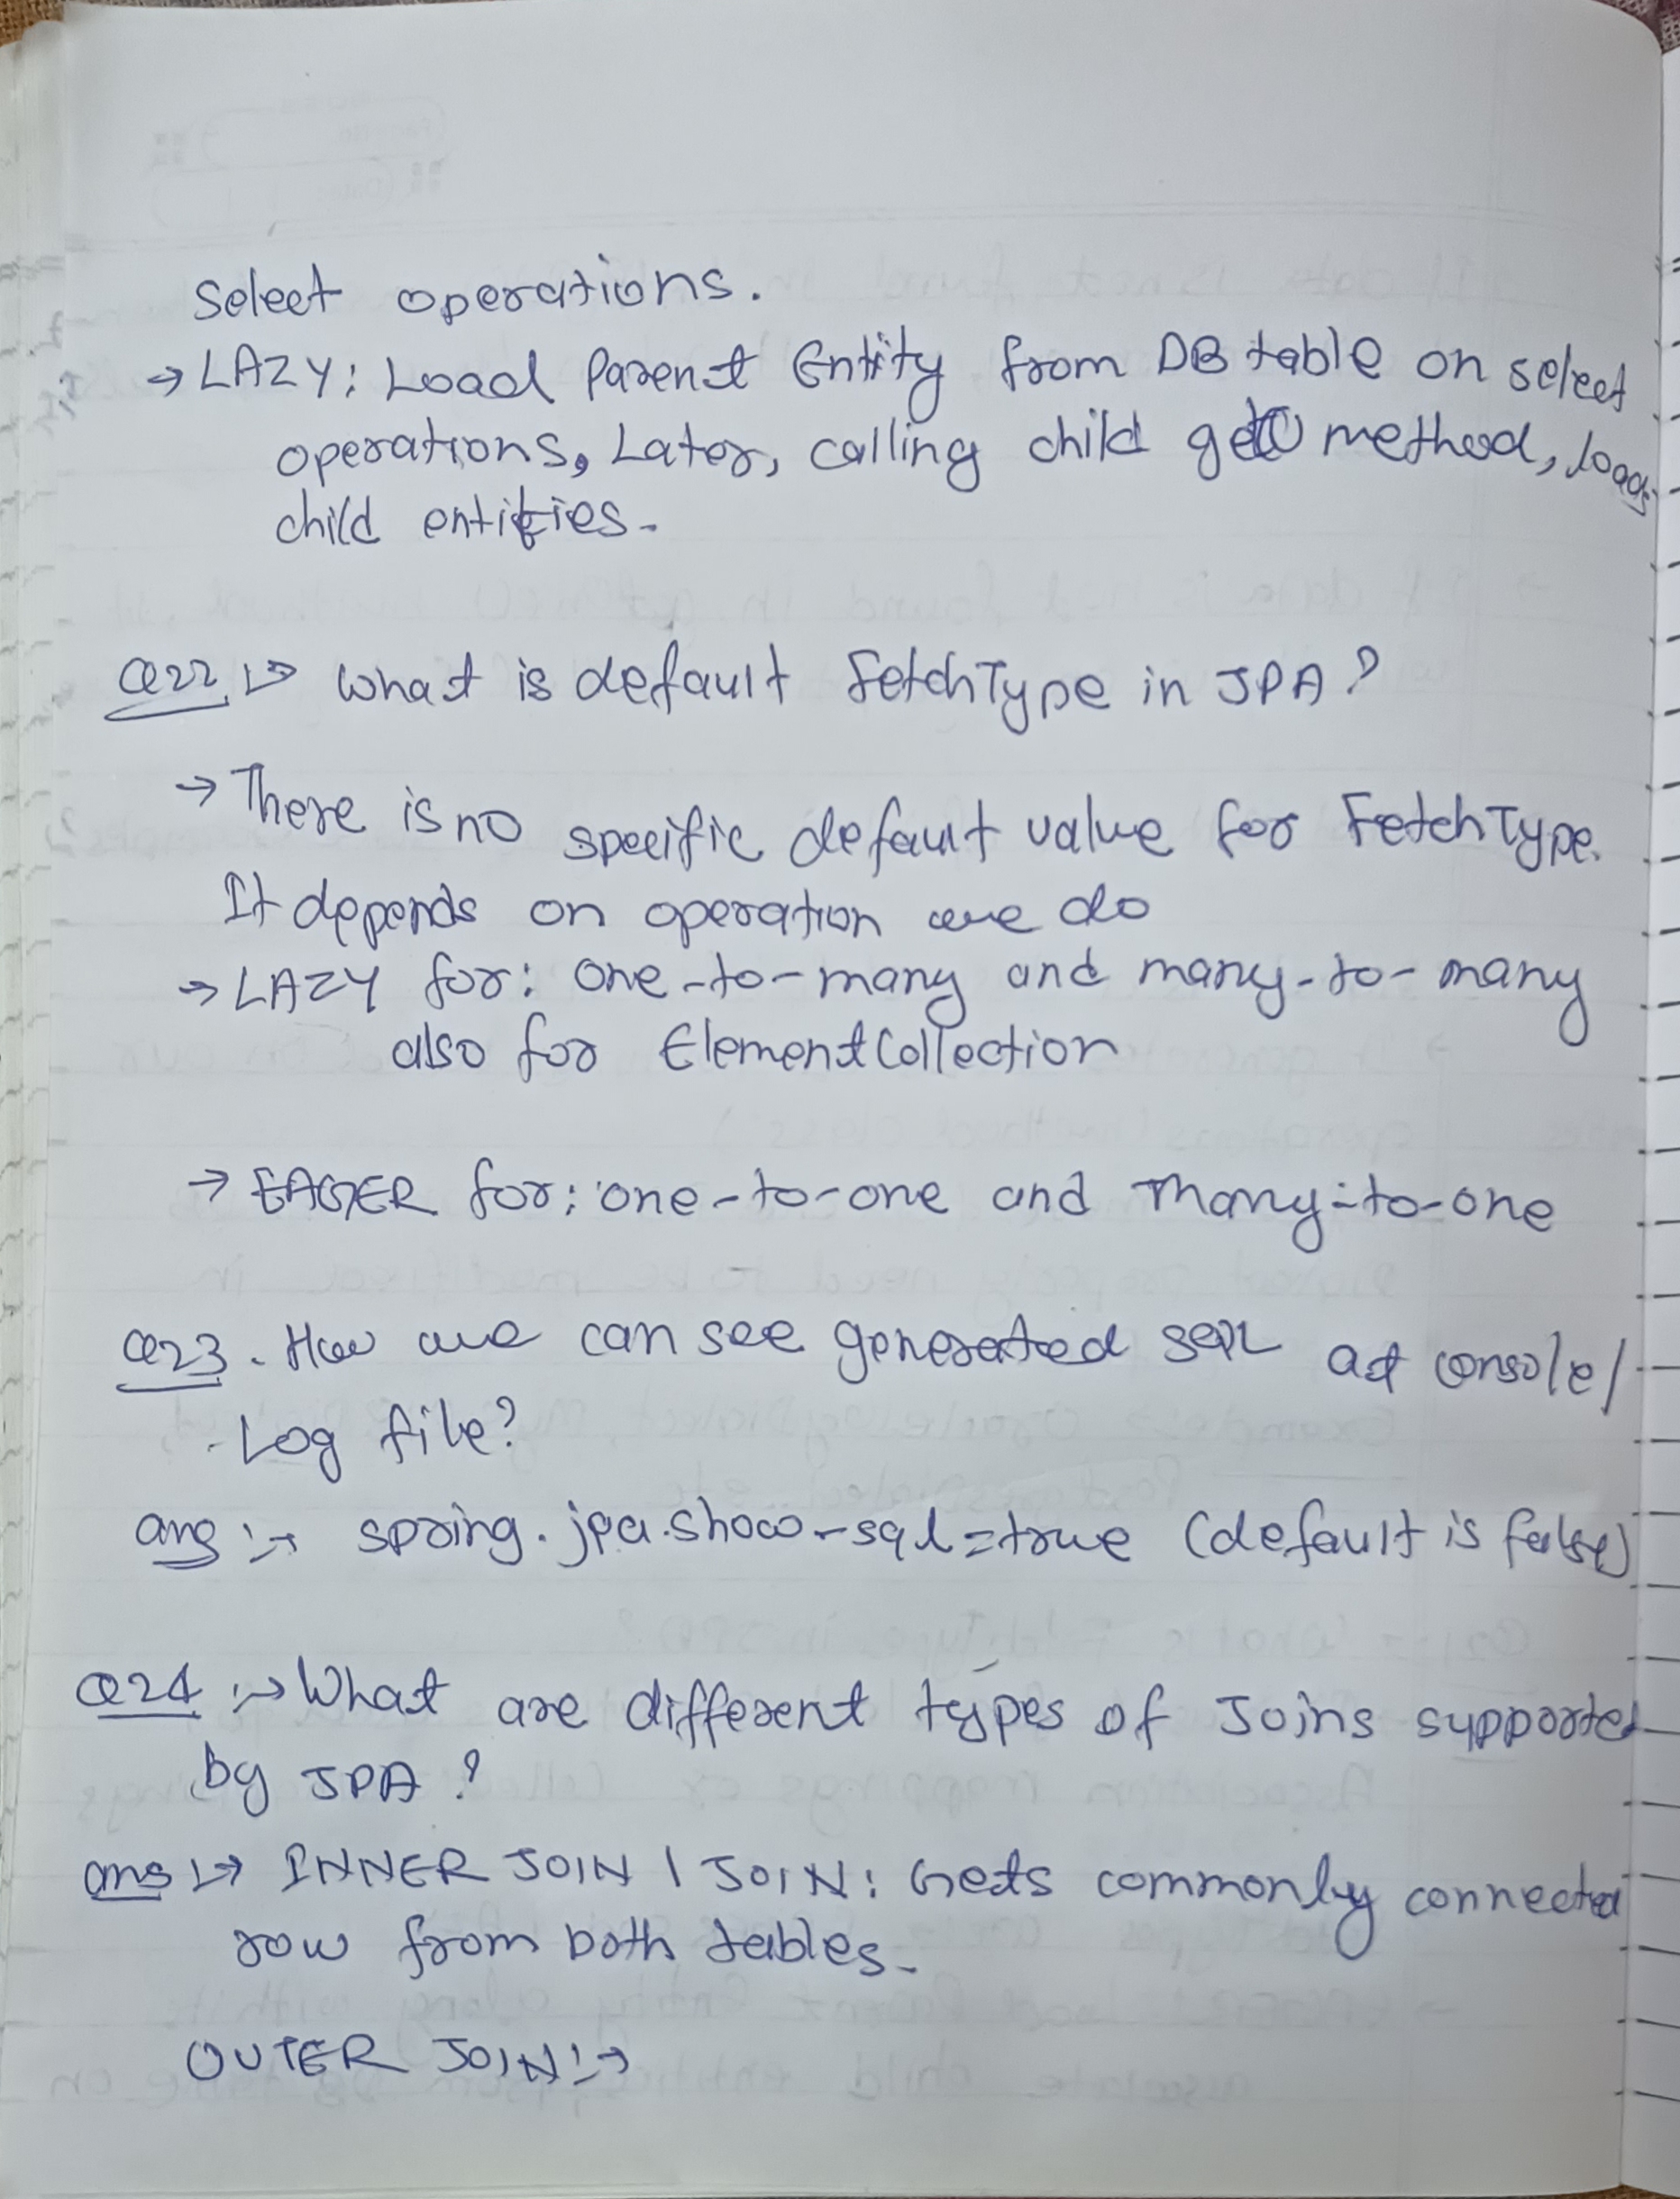 Select operations.
→ LAZY: Load Parent Entity from DB table on select
operations, Later, calling child get() method, loads
child entities.
Q22 :→ What is default FetchType in JPA?
→ There is no specific default value for FetchType.
It depends on operation we do
→ LAZY for: one-to-many and many-to-many
also for ElementCollection
→ EAGER for: one-to-one and many-to-one
Q23. How we can see generated SQL at console/
Log file?
ans :→ spring.jpa.show-sql=true (default is false)
Q24 :→ What are different types of Joins supported
by JPA?
ans :→ INNER JOIN | JOIN: Gets commonly connected
row from both tables.
OUTER JOIN :→